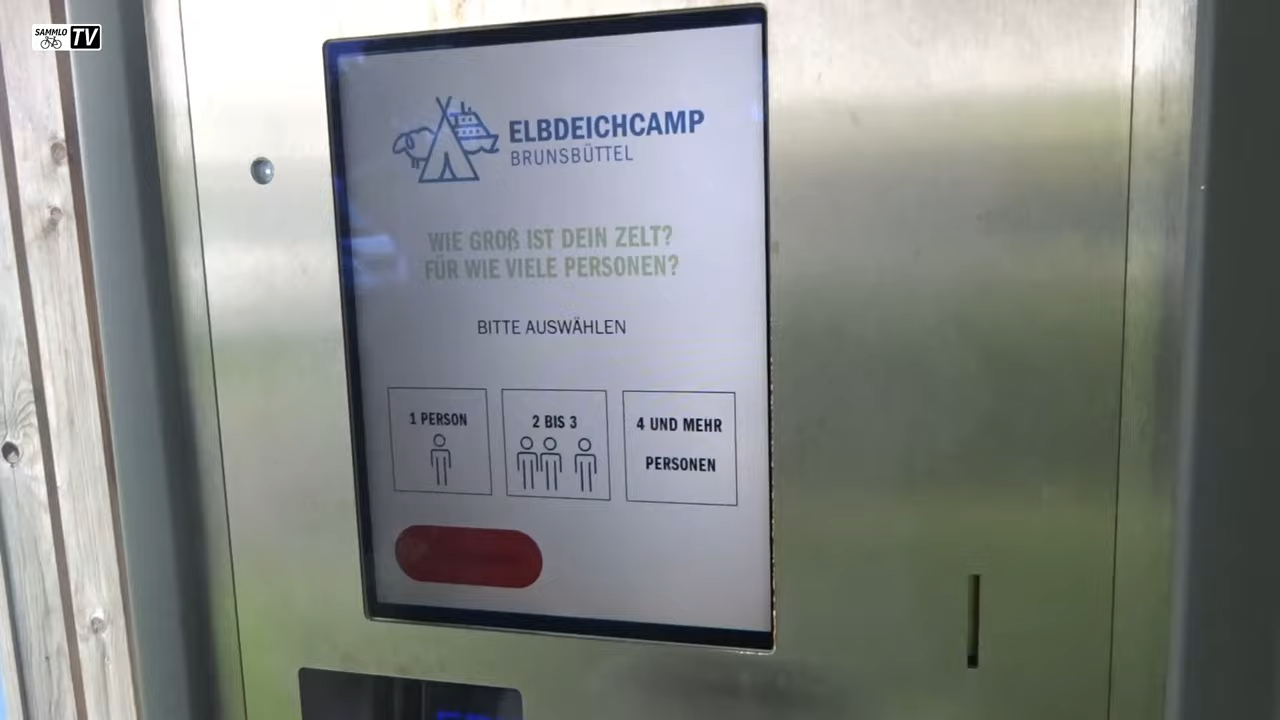 SAMMLO
TV
ELBDEICHCAMP
BRUNSBÜTTEL
WIE GROß IST DEIN ZELT?
FÜR WIE VIELE PERSONEN?
BITTE AUSWÄHLEN
1 PERSON
2 BIS 3
4 UND MEHR
PERSONEN